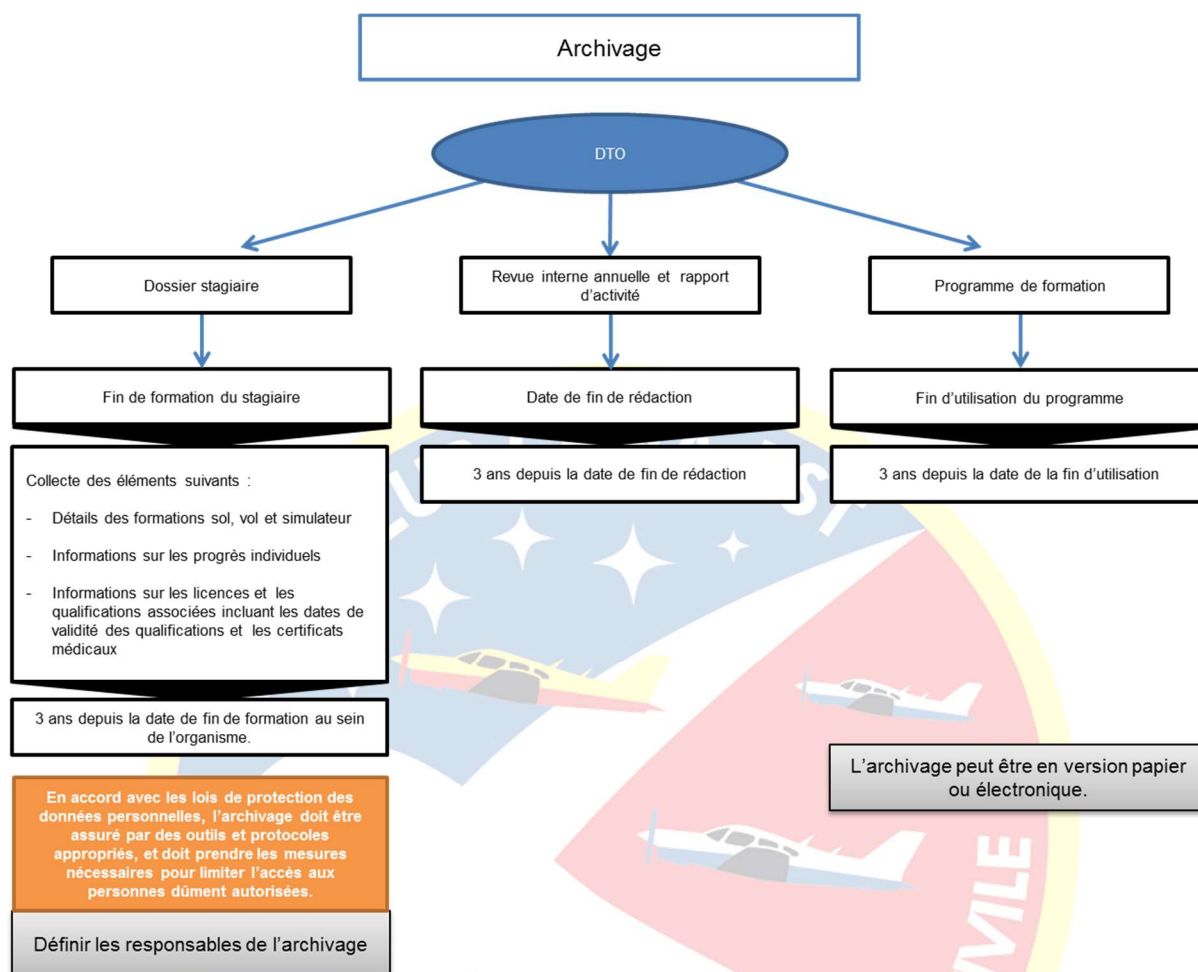 Archivage
DTO
Dossier stagiaire
Revue interne annuelle et rapport
d'activité
Programme de formation
Fin de formation du stagiaire
Date de fin de rédaction
Fin d'utilisation du programme
Collecte des éléments suivants :
- Détails des formations sol, vol et simulateur
- Informations sur les progrès individuels
- Informations sur les licences et les
qualifications associées incluant les dates de
validité des qualifications et les certificats
médicaux
3 ans depuis la date de fin de rédaction
3 ans depuis la date de la fin d'utilisation
3 ans depuis la date de fin de formation au sein
de l'organisme.
L'archivage peut être en version papier
ou électronique.
En accord avec les lois de protection des
données personnelles, l'archivage doit être
assuré par des outils et protocoles
appropriés, et doit prendre les mesures
nécessaires pour limiter l'accès aux
personnes dûment autorisées.
Définir les responsables de l'archivage